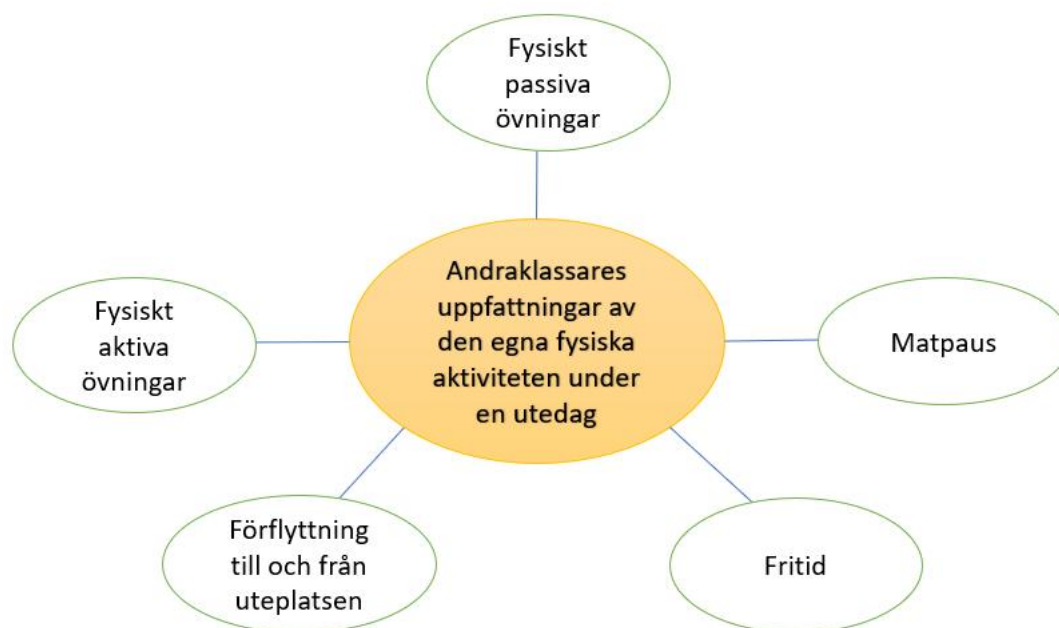 Fysiskt
passiva
övningar
Andraklassares
uppfattningar av
den egna fysiska
aktiviteten under
en utedag
Fysiskt
aktiva
övningar
Matpaus
Förflyttning
till och från
uteplatsen
Fritid